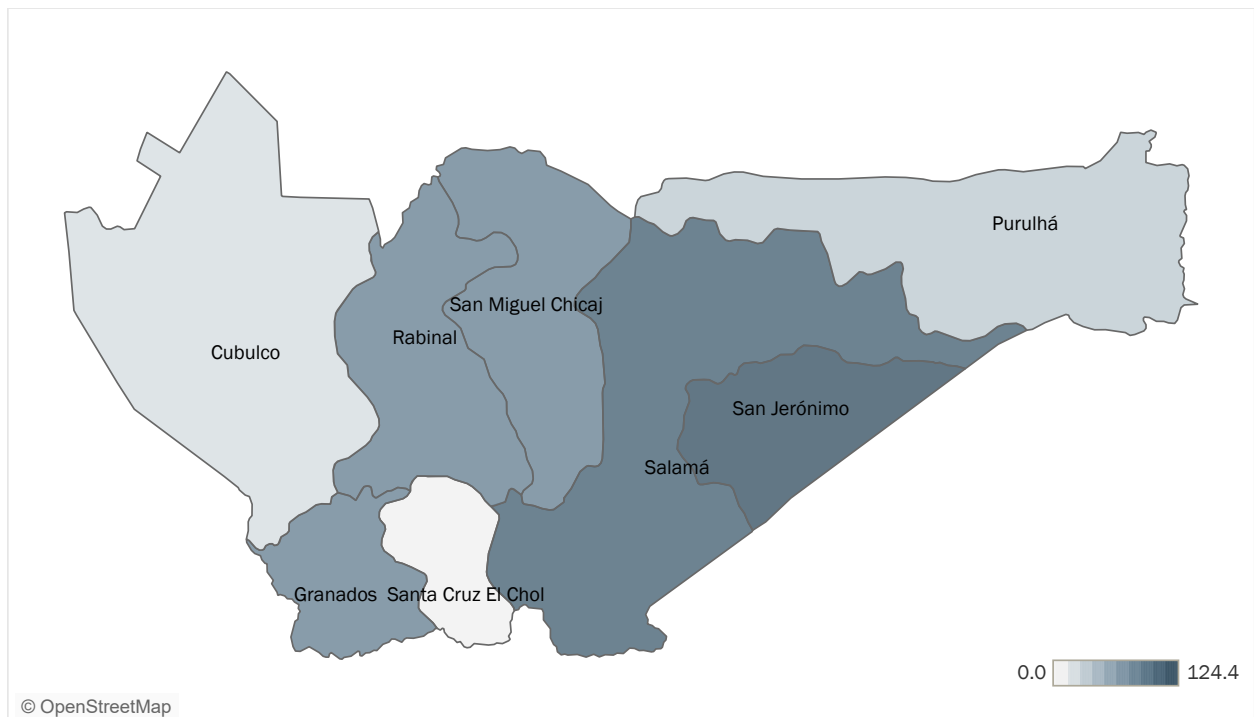 Purulhá
San Miguel Chicaj
Rabinal
Cubulco
San Jerónimo
Salamá
Granados
Santa Cruz El Chol
0.0
124.4
© OpenStreetMap